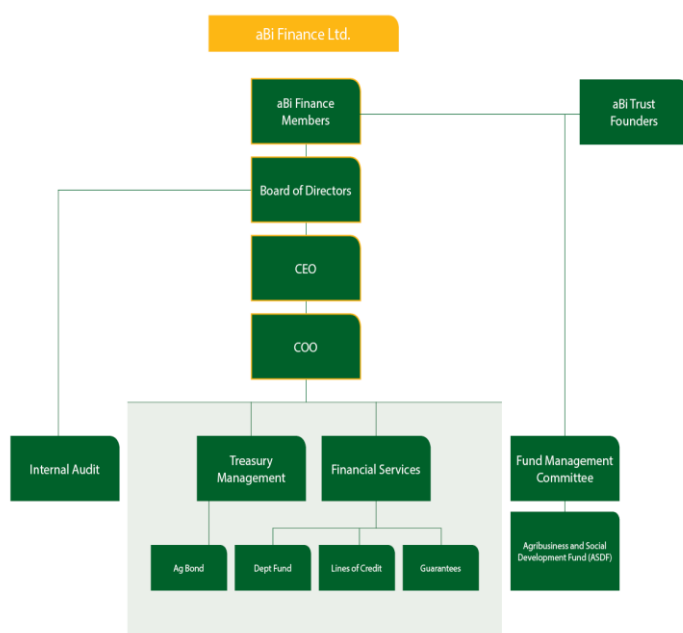 aBi Finance Ltd.
aBi Finance
Members
aBi Trust
Founders
Board of Directors
CEO
COO
Internal Audit
Treasury
Management
Financial Services
Fund Management
Committee
Ag Bond
Dept Fund
Lines of Credit
Guarantees
Agribusiness and Social
Development Fund (ASDF)